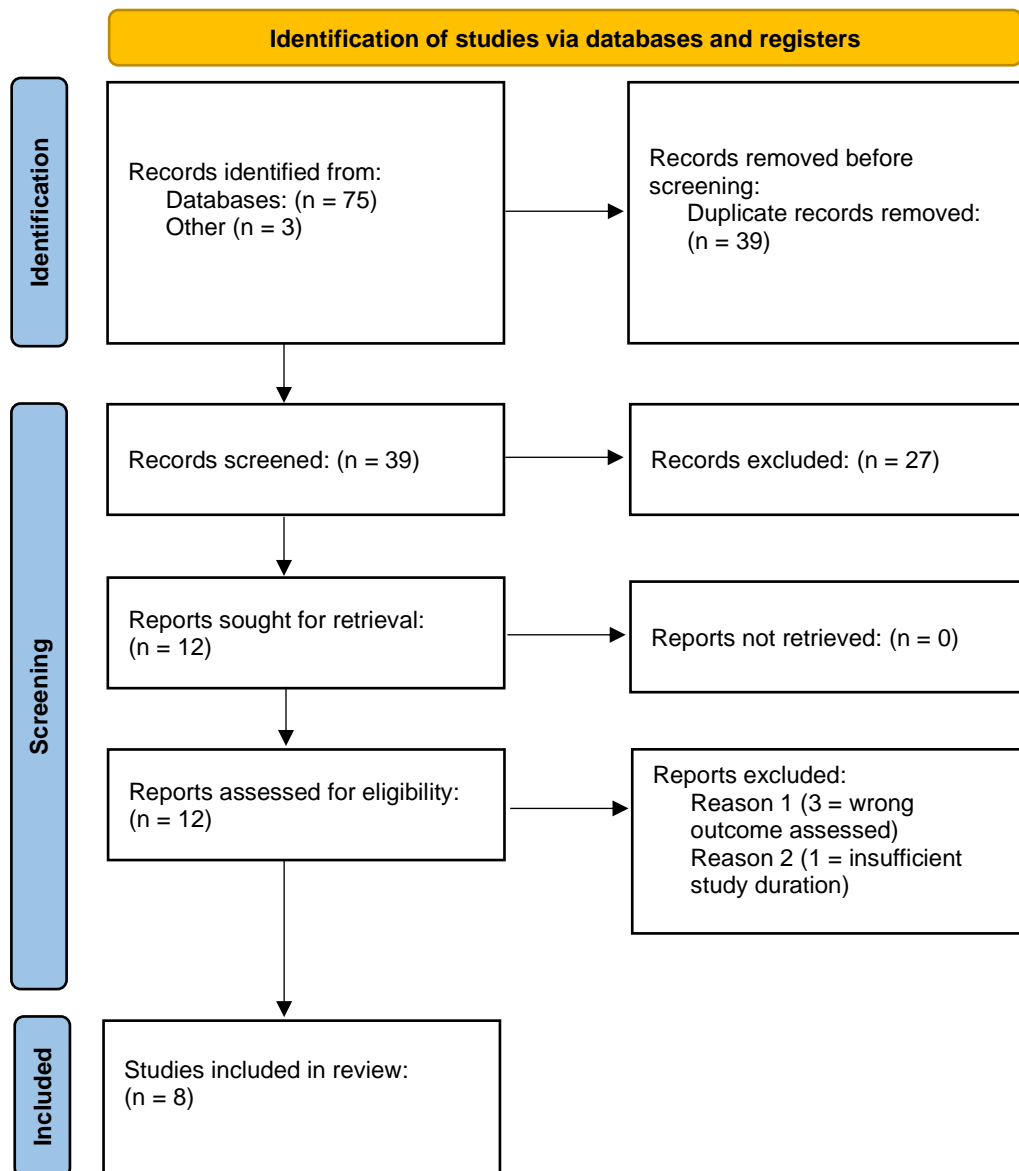 Identification of studies via databases and registers
Identification
Records identified from:
Databases: (n = 75)
Other (n = 3)
Records removed before
screening:
Duplicate records removed:
(n = 39)
Screening
Records screened: (n = 39)
Records excluded: (n = 27)
Reports sought for retrieval:
(n = 12)
Reports not retrieved: (n = 0)
Reports assessed for eligibility:
(n = 12)
Reports excluded:
Reason 1 (3 = wrong
outcome assessed)
Reason 2 (1 = insufficient
study duration)
Included
Studies included in review:
(n = 8)